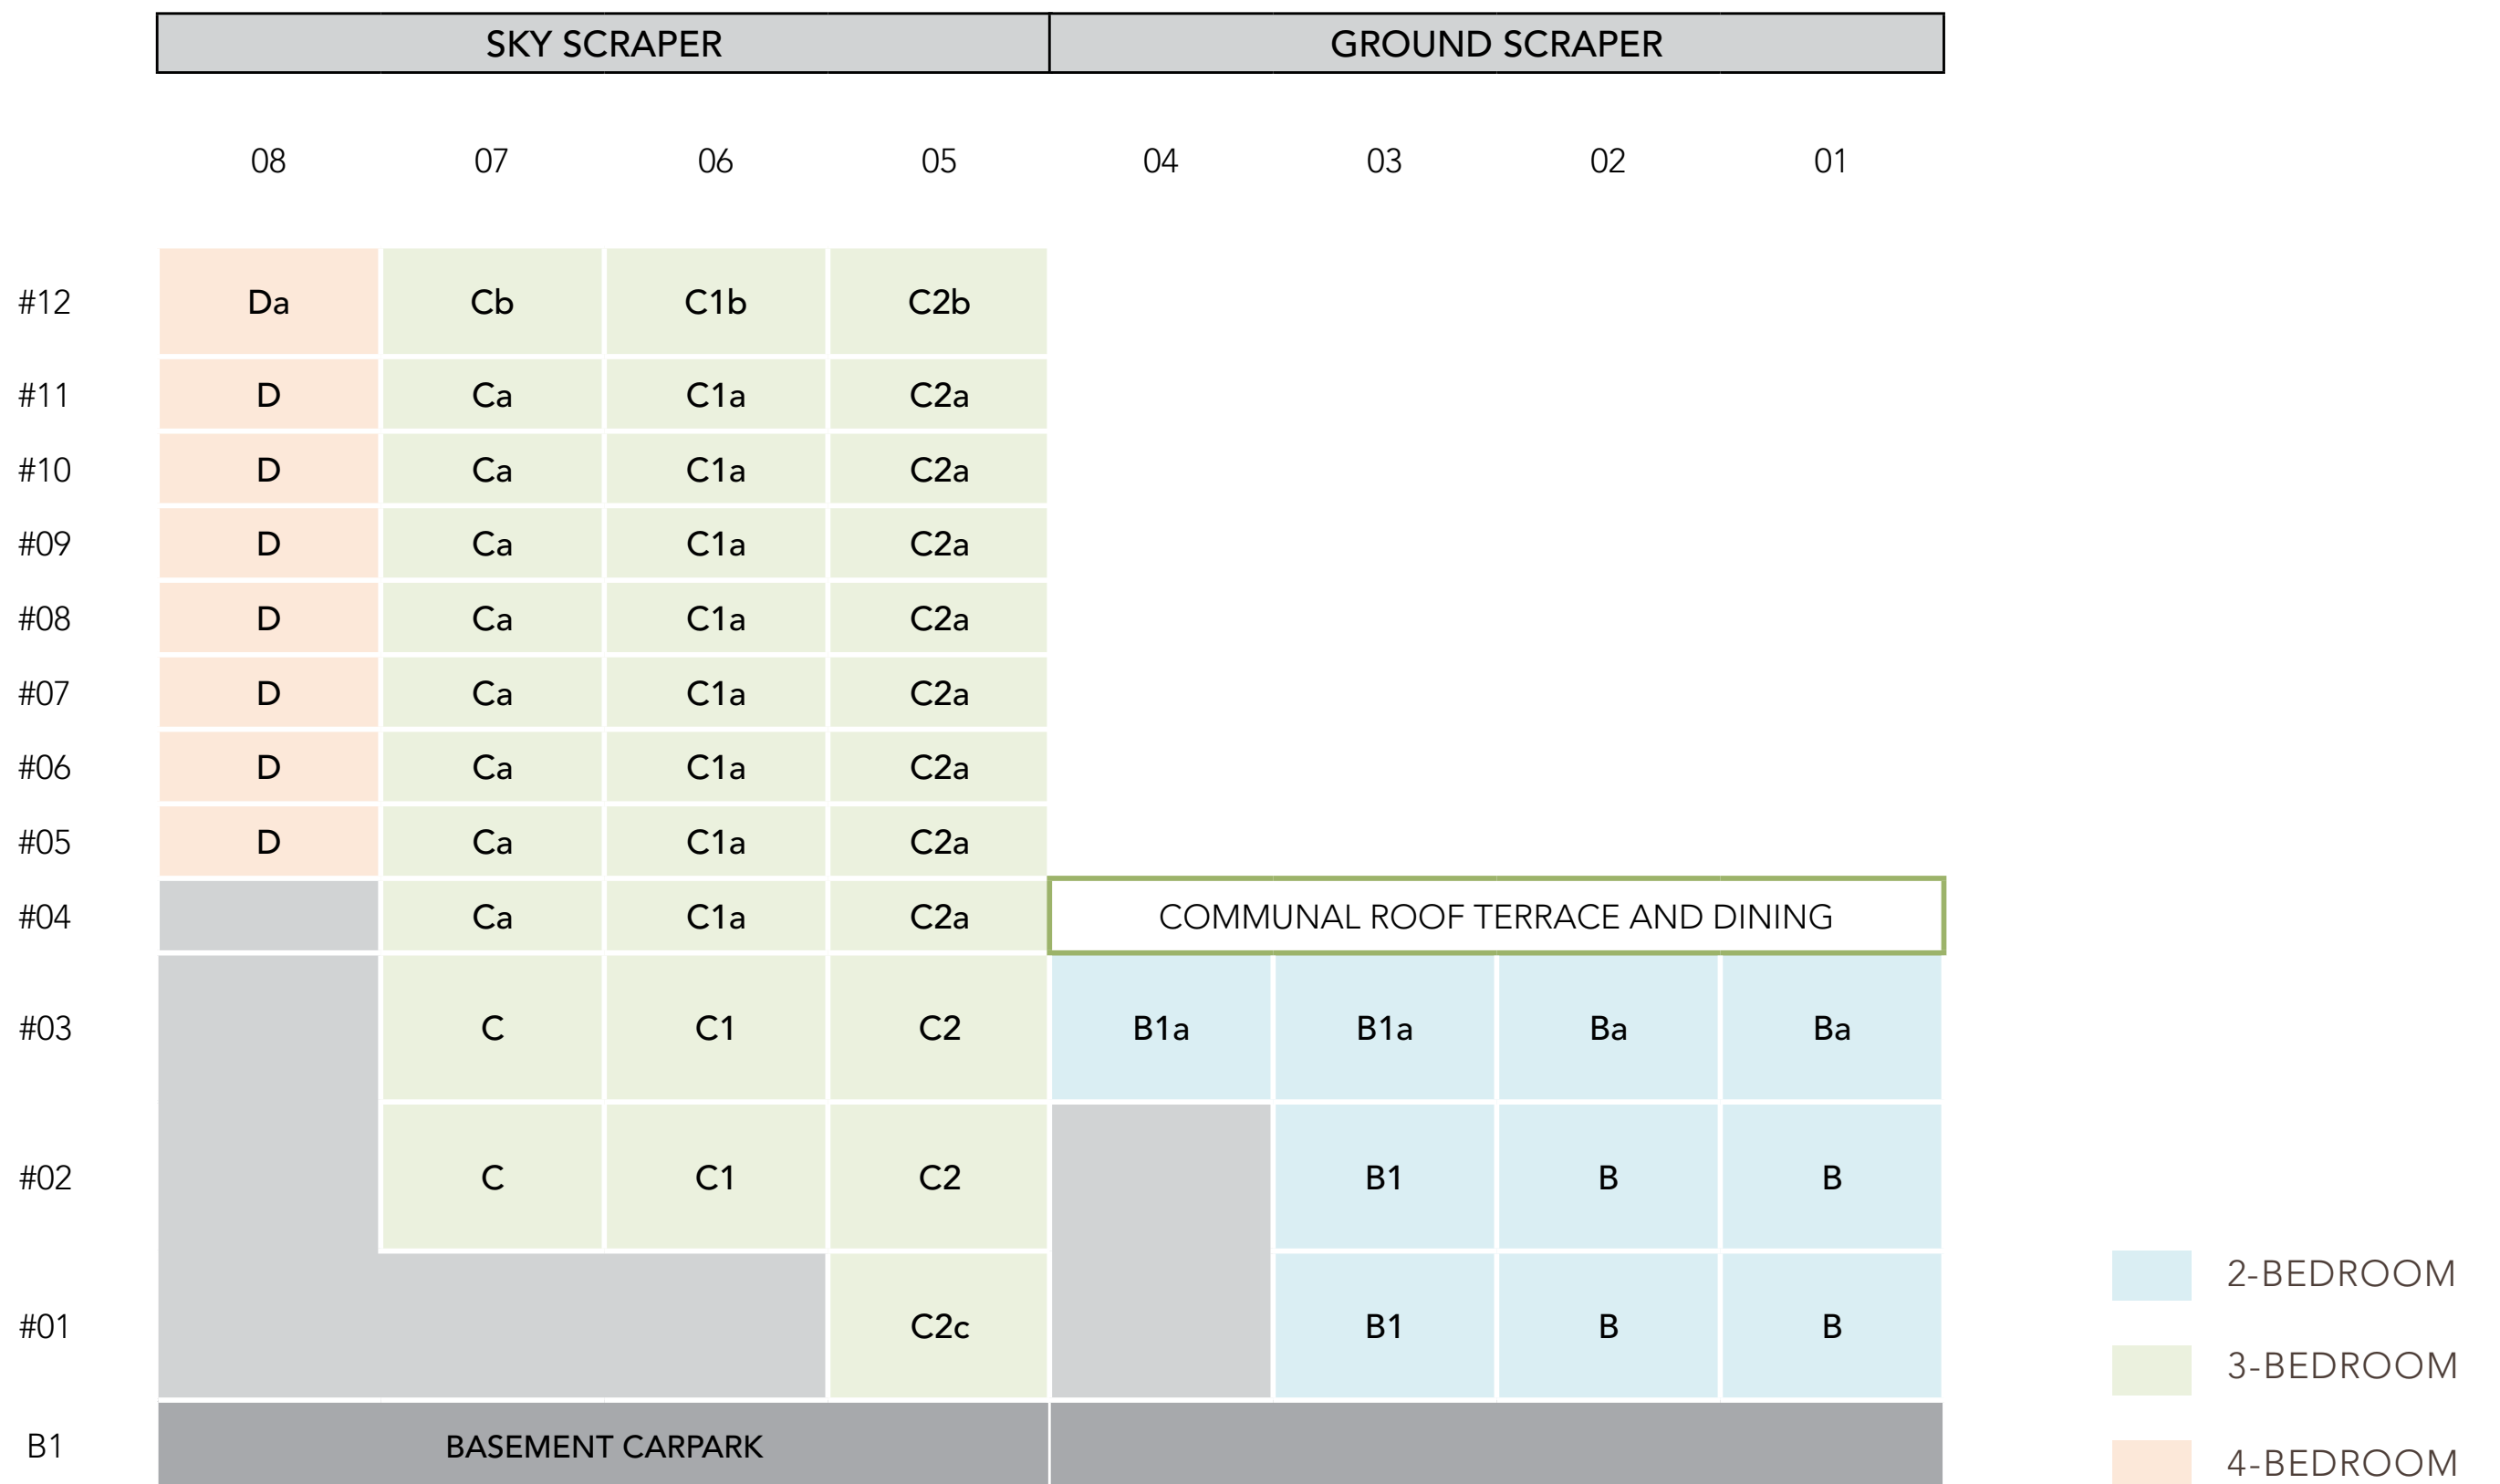 SKY SCRAPER GROUND SCRAPER
08 07 06 05 04 03 02 01
#12 Da Cb C1b C2b
#11 D Ca C1a C2a
#10 D Ca C1a C2a
#09 D Ca C1a C2a
#08 D Ca C1a C2a
#07 D Ca C1a C2a
#06 D Ca C1a C2a
#05 D Ca C1a C2a
#04 Ca C1a C2a COMMUNAL ROOF TERRACE AND DINING
#03 C C1 C2 B1a B1a Ba Ba
#02 C C1 C2 B1 B B
#01 C2c B1 B B
B1 BASEMENT CARPARK
2-BEDROOM
3-BEDROOM
4-BEDROOM